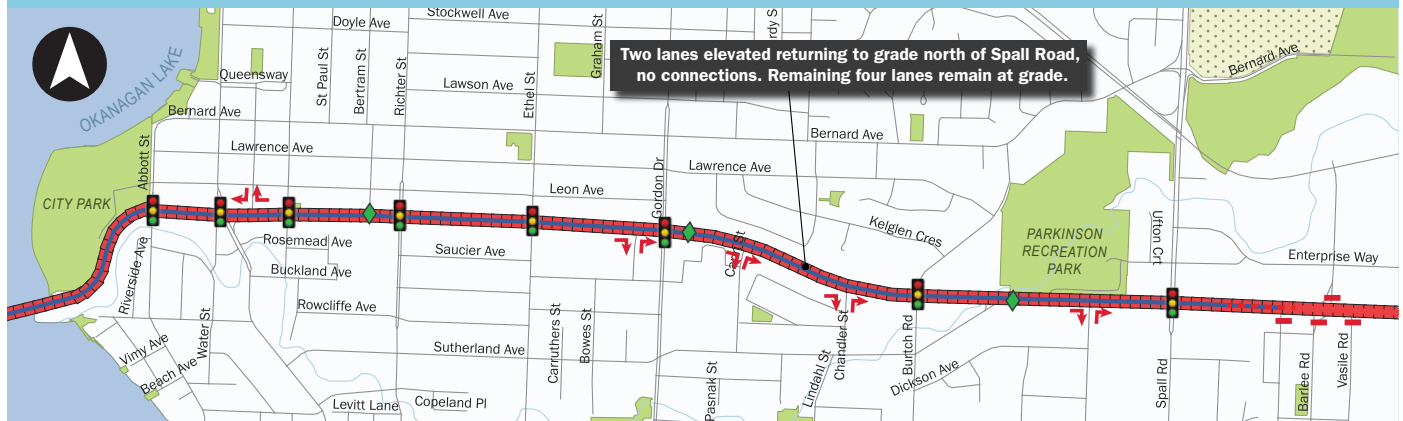 Stockwell Ave
Doyle Ave
Graham St
OKANAGAN LAKE
Two lanes elevated returning to grade north of Spall Road,
no connections. Remaining four lanes remain at grade.
Bernard Ave
Queensway
St Paul St
Bertram St
Richter St
Lawson Ave
Ethel St
Bernard Ave
Bernard Ave
Abbott St
Lawrence Ave
Gordon Dr
Lawrence Ave
Leon Ave
CITY PARK
Kelglen Cres
PARKINSON
RECREATION
PARK
Ufton Crt
Riverside Ave
Rosemead Ave
Saucier Ave
Enterprise Way
Buckland Ave
Rowcliffe Ave
Water St
Vimy Ave
Beach Ave
Sutherland Ave
Carruthers St
Bowes St
Chandler St
Lindahl St
Burtch Rd
Dickson Ave
Spall Rd
Barlee Rd
Vasile Rd
Pasnak St
Levitt Lane
Copeland Pl